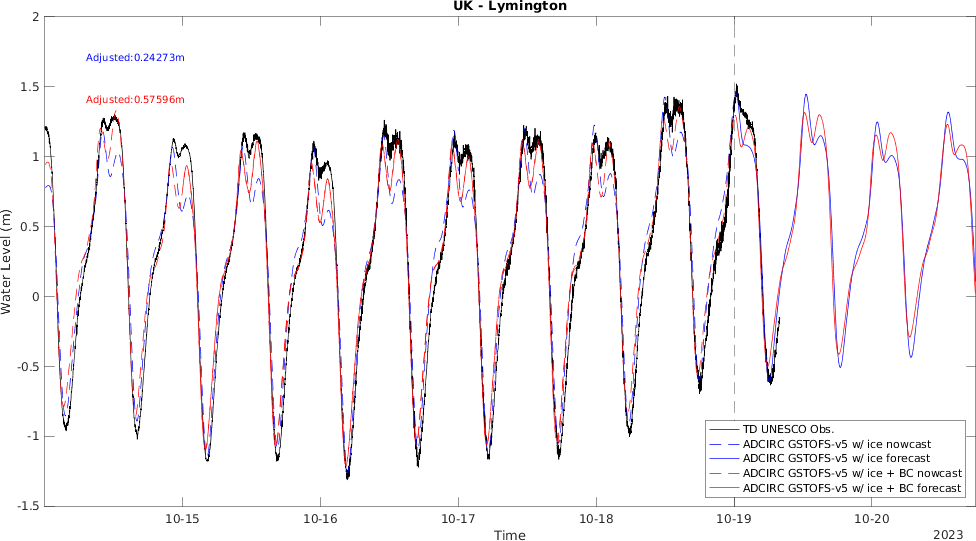 UK - Lymington
2
1.5
1
0.5
0
-0.5
-1
-1.5
Water Level (m)
Adjusted:0.24273m
Adjusted:0.57596m
TD UNESCO Obs.
ADCIRC GSTOFS-v5 w/ ice nowcast
ADCIRC GSTOFS-v5 w/ ice forecast
ADCIRC GSTOFS-v5 w/ ice + BC nowcast
ADCIRC GSTOFS-v5 w/ ice + BC forecast
10-15 10-16 10-17 10-18 10-19 10-20
Time
2023